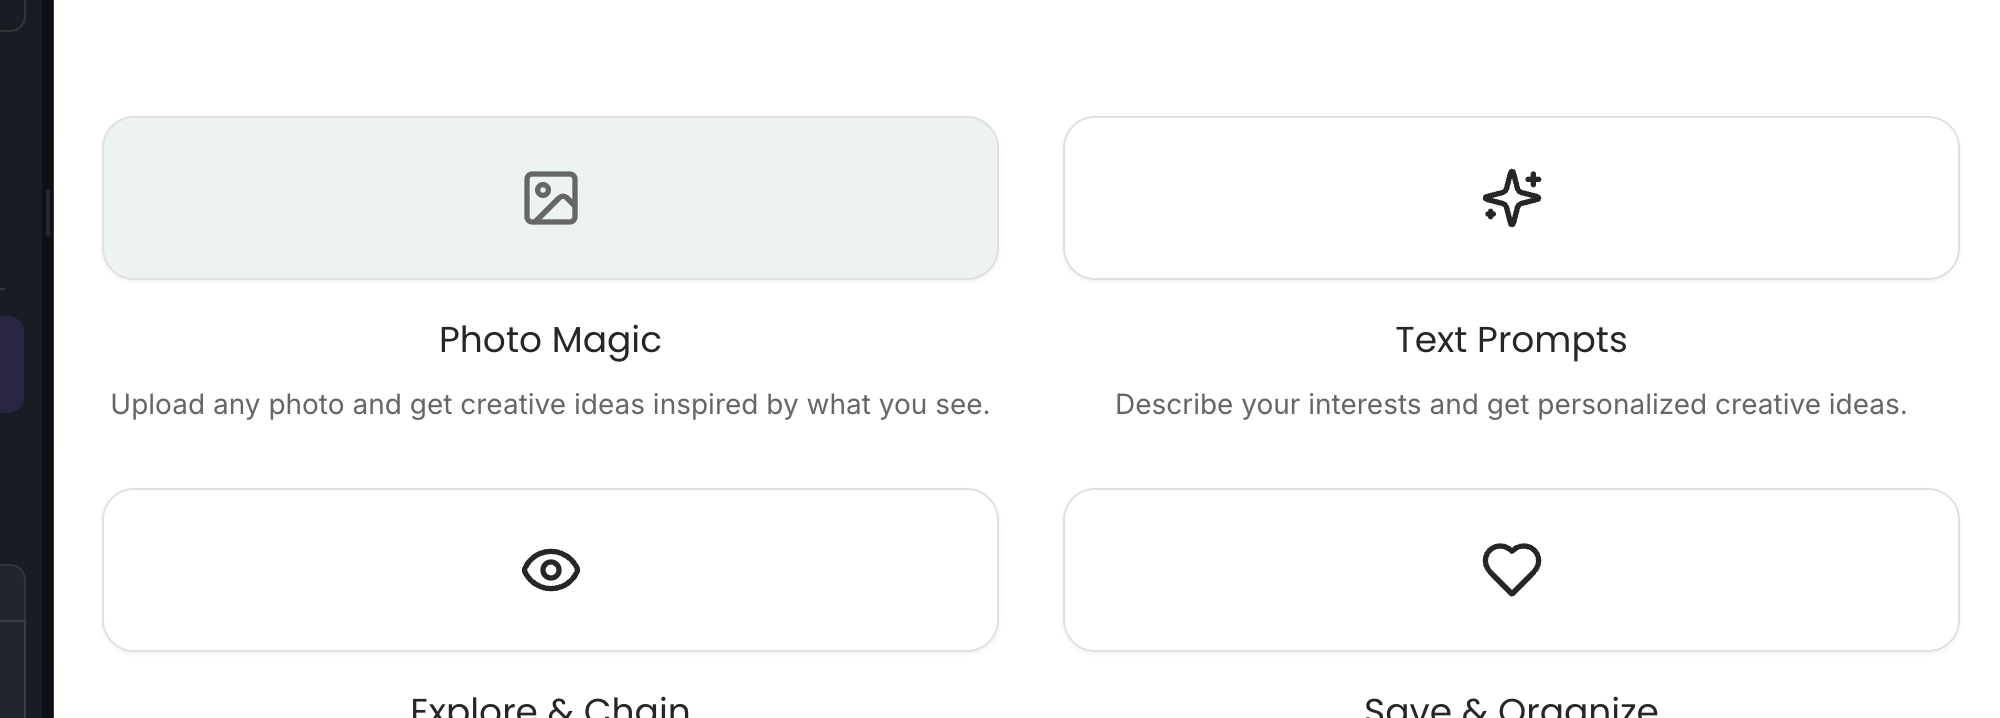 Photo Magic
Text Prompts
Upload any photo and get creative ideas inspired by what you see.
Describe your interests and get personalized creative ideas.
Explore & Chain
Save & Organize